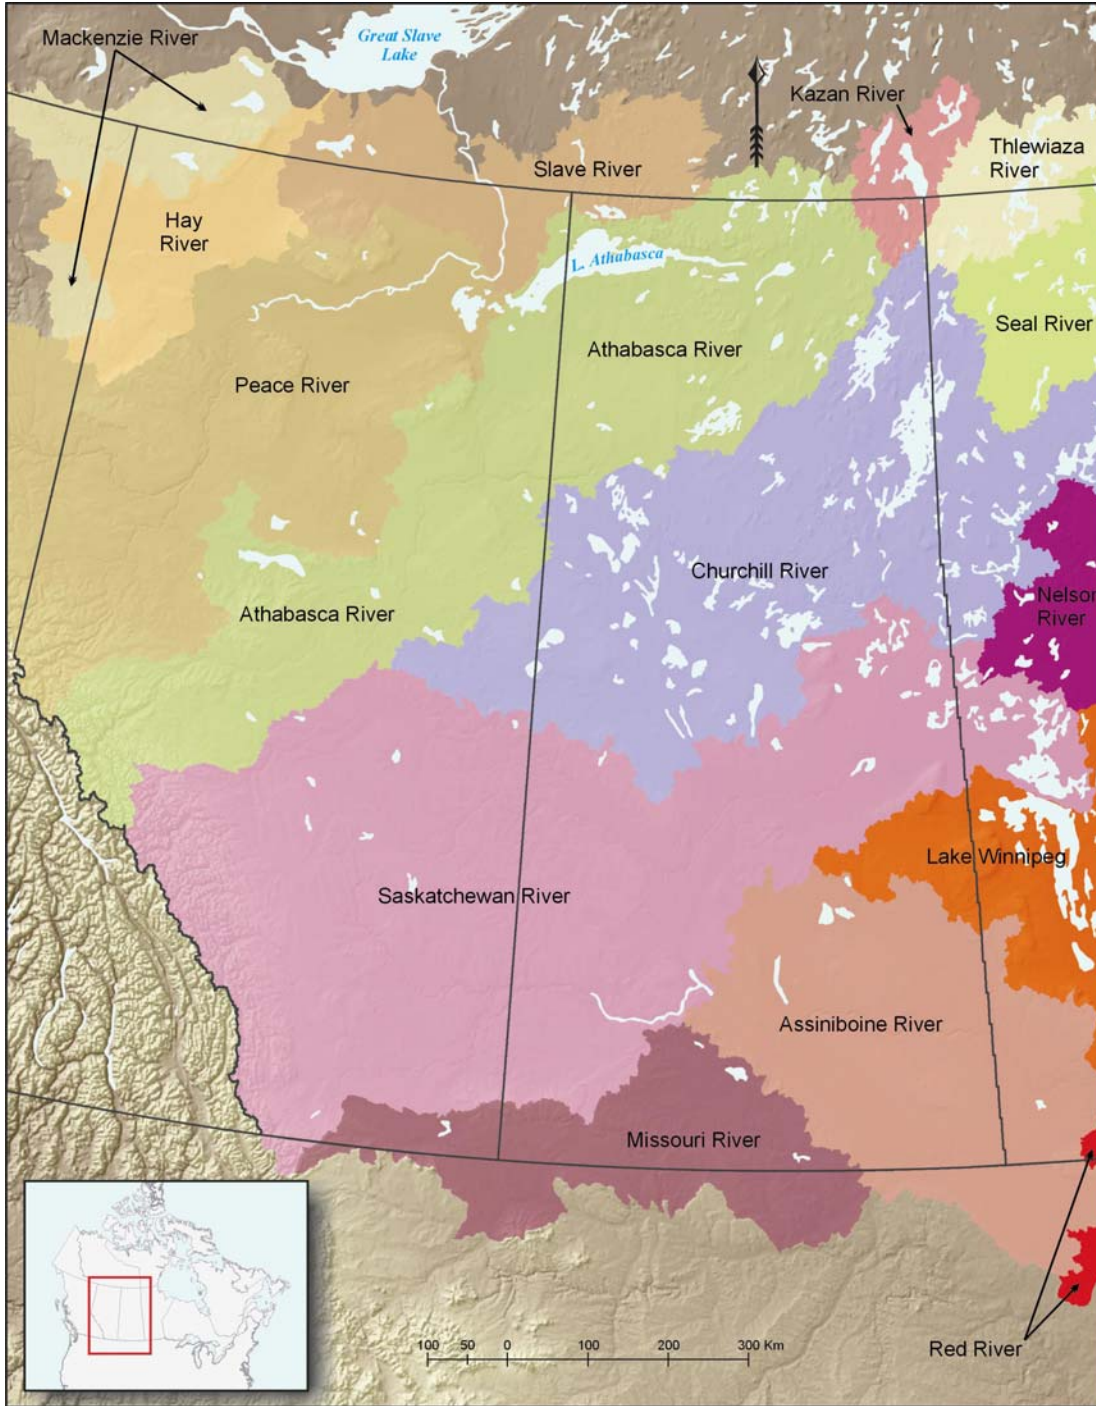 Mackenzie River
Great Slave
Lake
Kazan River
Thlewiaza
River
Slave River
Hay
River
L. Athabasca
Seal River
Athabasca River
Peace River
Churchill River
Nelson
River
Athabasca River
Lake Winnipeg
Saskatchewan River
Assiniboine River
Missouri River
100 50 0 100 200 300 Km
Red River